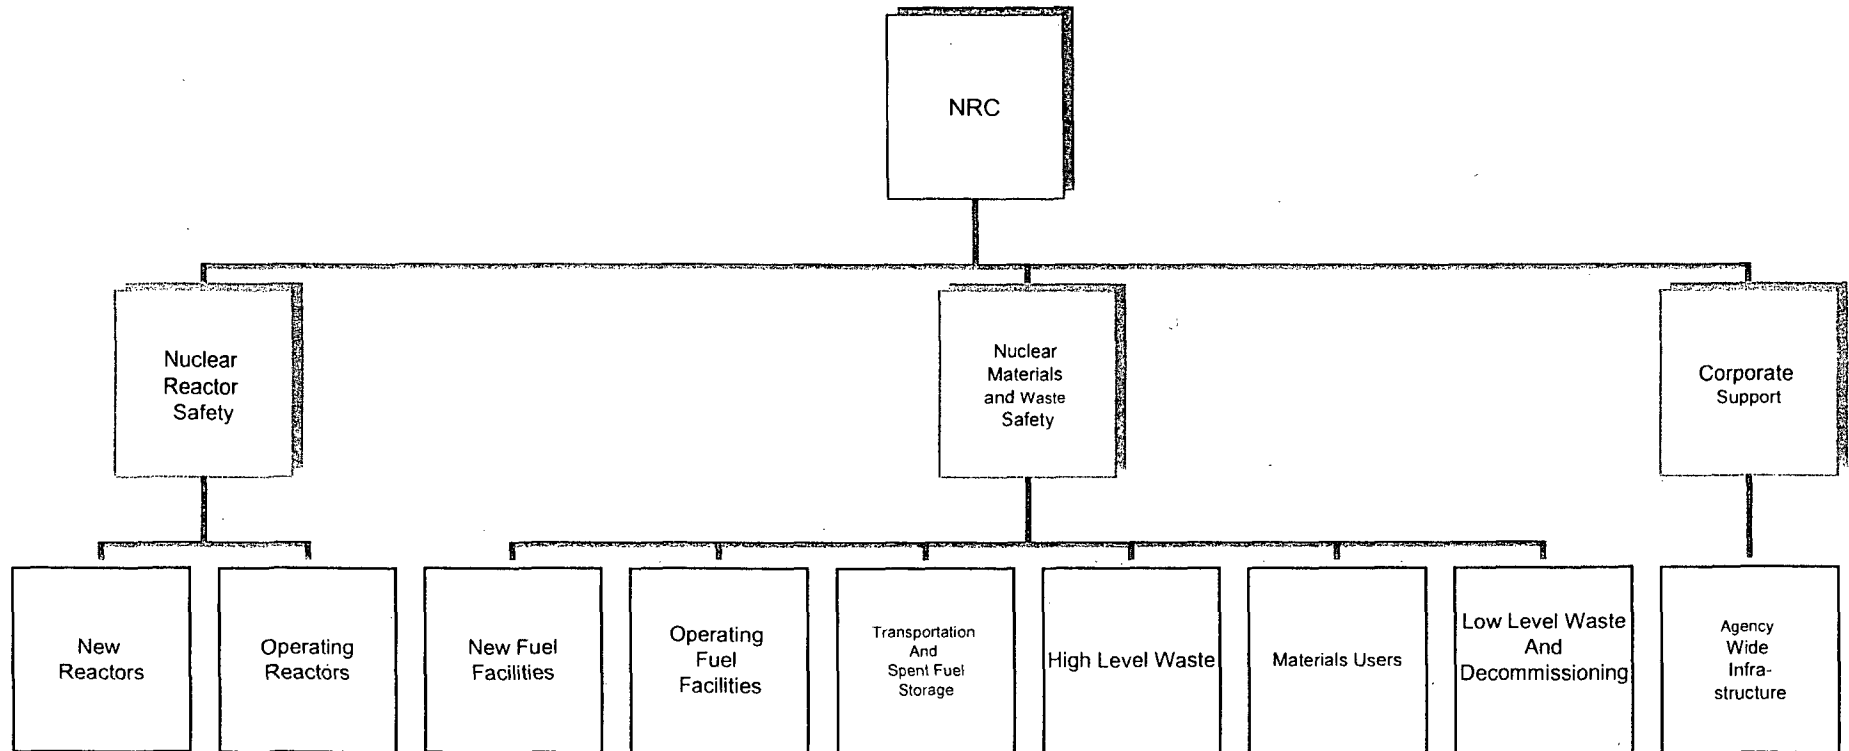 NRC
Nuclear
Reactor
Safety
Nuclear
Materials
and Waste
Safety
Corporate
Support
New
Reactors
Operating
Reactors
New Fuel
Facilities
Operating
Fuel
Facilities
Transportation
And
Spent Fuel
Storage
High Level Waste
Materials Users
Low Level Waste
And
Decommissioning
Agency
Wide
Infra-
structure